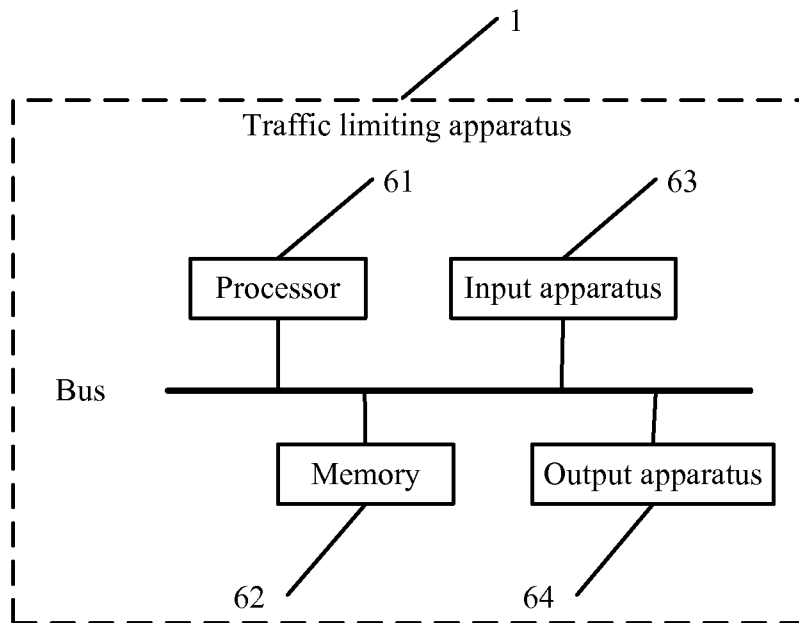 1
Traffic limiting apparatus
61
63
Processor
Input apparatus
Bus
Memory
Output apparatus
62
64